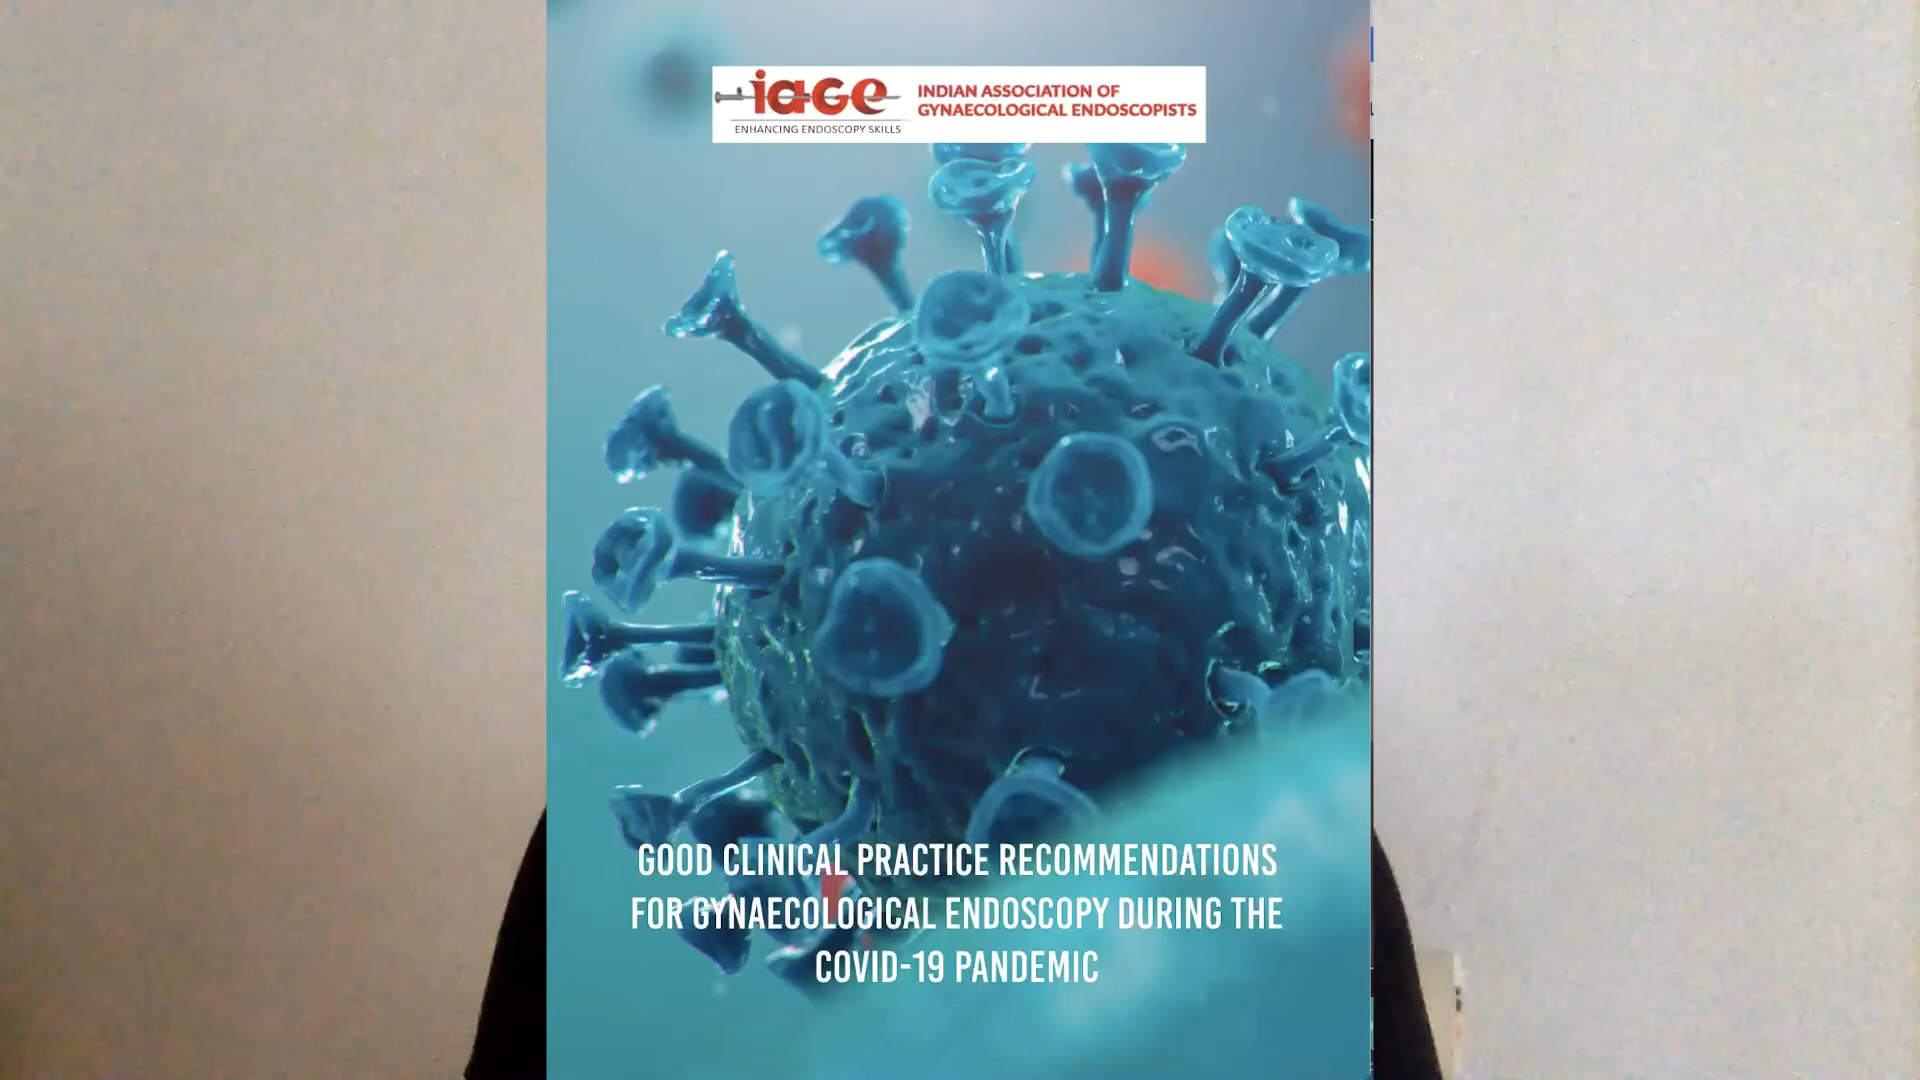 iaGe
INDIAN ASSOCIATION OF
GYNAECOLOGICAL ENDOSCOPISTS
ENHANCING ENDOSCOPY SKILLS
GOOD CLINICAL PRACTICE RECOMMENDATIONS
FOR GYNAECOLOGICAL ENDOSCOPY DURING THE
COVID-19 PANDEMIC